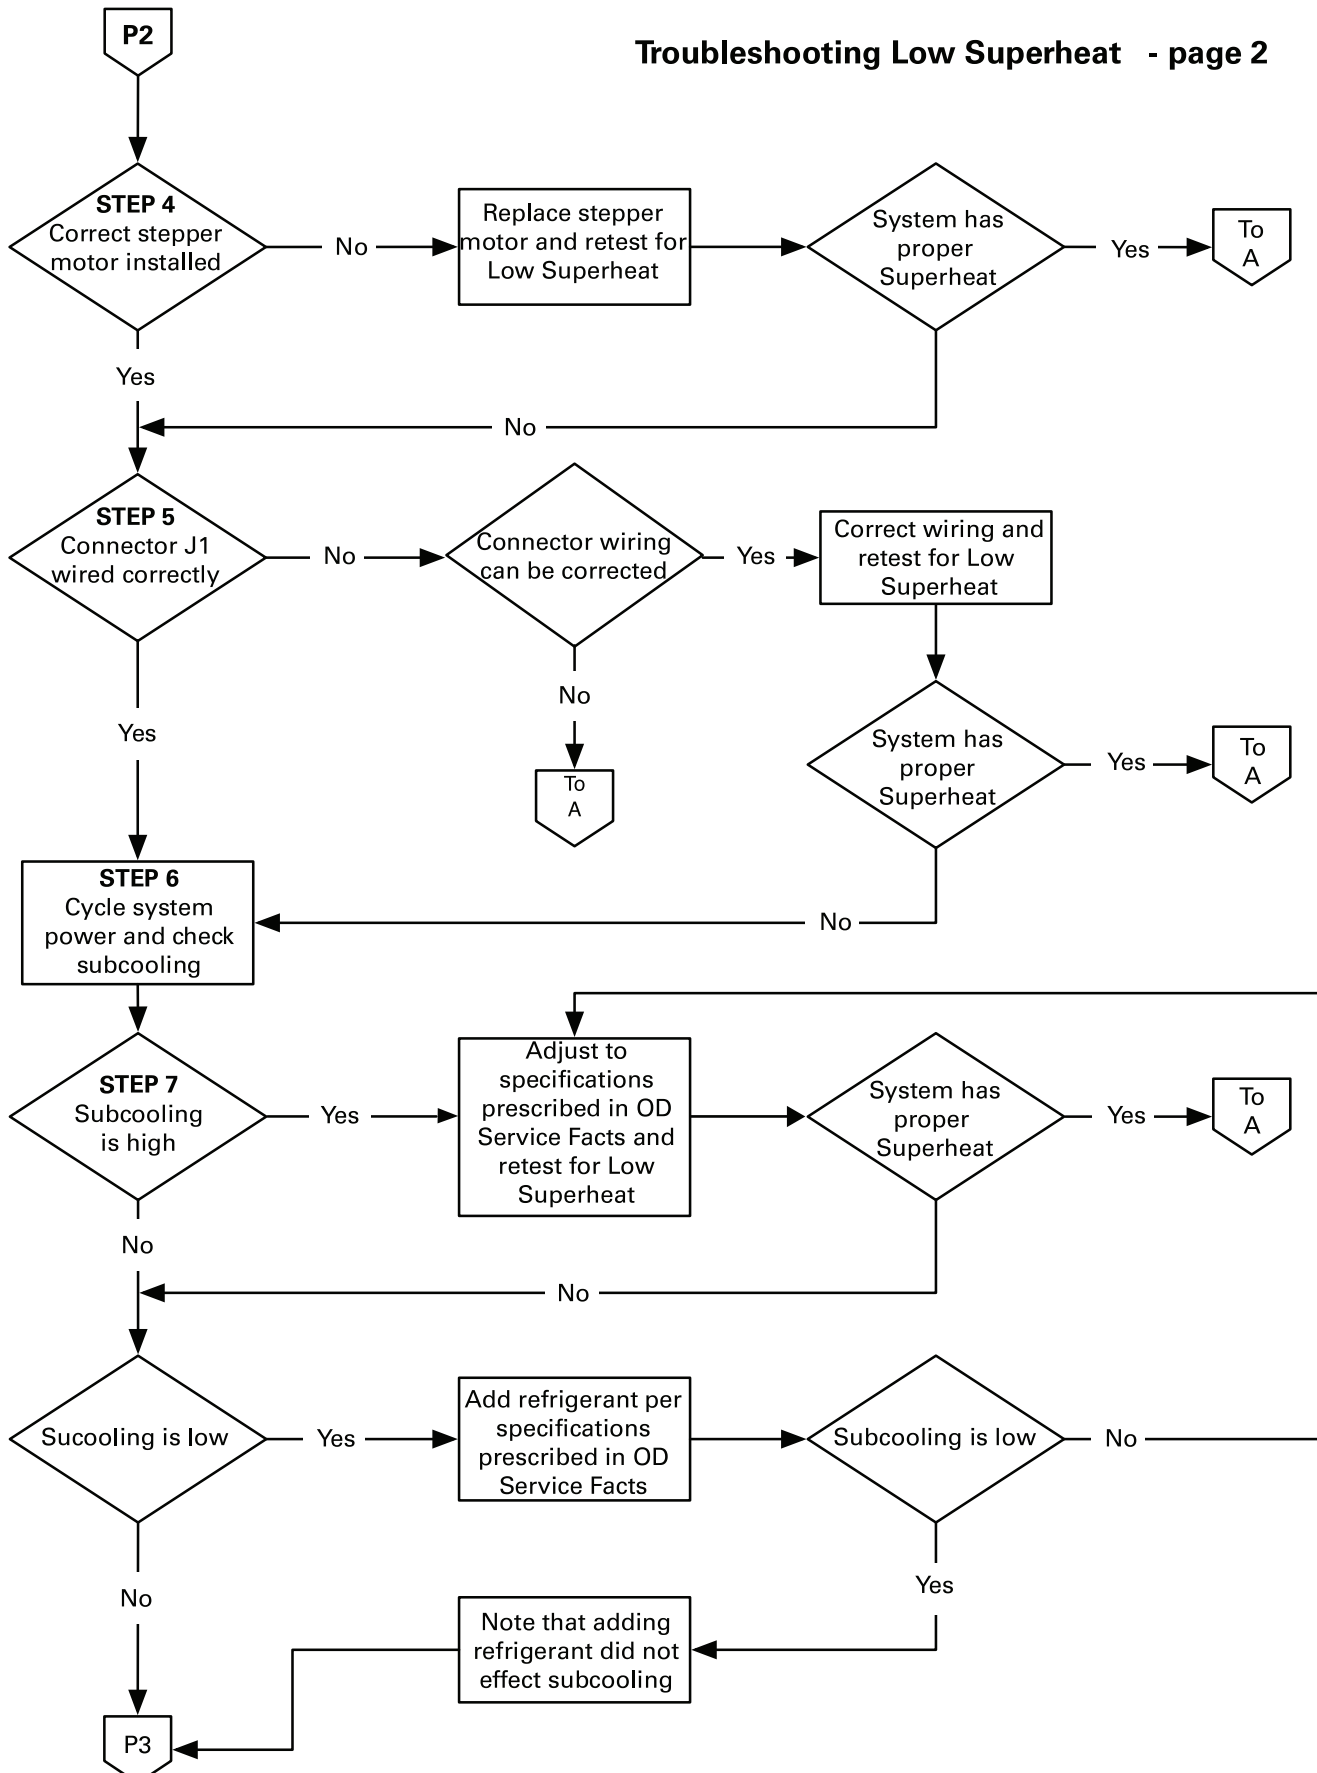 P2
Troubleshooting Low Superheat - page 2
STEP 4
Correct stepper
motor installed
No
Replace stepper
motor and retest for
Low Superheat
System has
proper
Superheat
Yes
To
A
Yes
No
STEP 5
Connector J1
wired correctly
No
Connector wiring
can be corrected
Yes
Correct wiring and
retest for Low
Superheat
No
To
A
Yes
System has
proper
Superheat
Yes
To
A
No
STEP 6
Cycle system
power and check
subcooling
STEP 7
Subcooling
is high
Yes
Adjust to
specifications
prescribed in OD
Service Facts and
retest for Low
Superheat
System has
proper
Superheat
Yes
To
A
No
No
Sucooling is low
Yes
Add refrigerant per
specifications
prescribed in OD
Service Facts
Subcooling is low
No
Yes
No
Note that adding
refrigerant did not
effect subcooling
P3